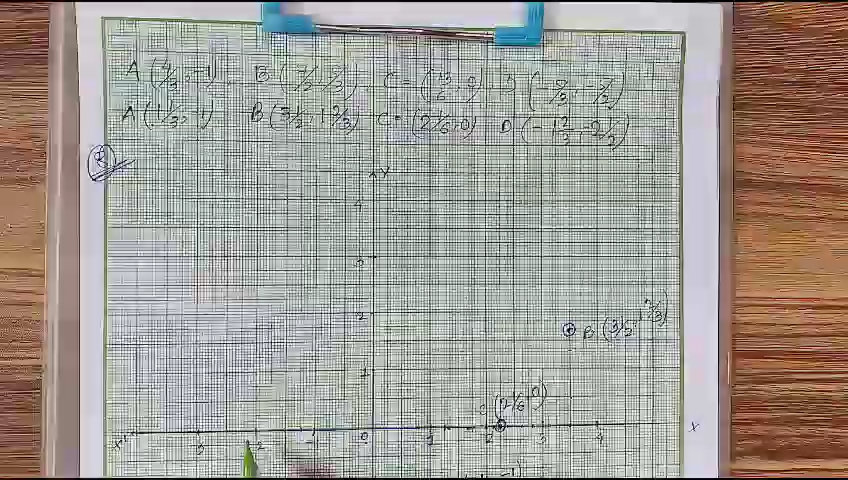 A (4/3, -1) B (7/2, 5/3), C = (13/6, 0), D (-5/3, -5/2)
A (1 1/3, -1) B (3 1/2, 1 2/3) C = (2 1/6, 0) D (-1 2/3, -2 1/2)
Y
4
3
2
B (3 1/2, 1 2/3)
1
C (2 1/6, 0)
X' 3 2 1 0 1 2 3 4 X
-1)